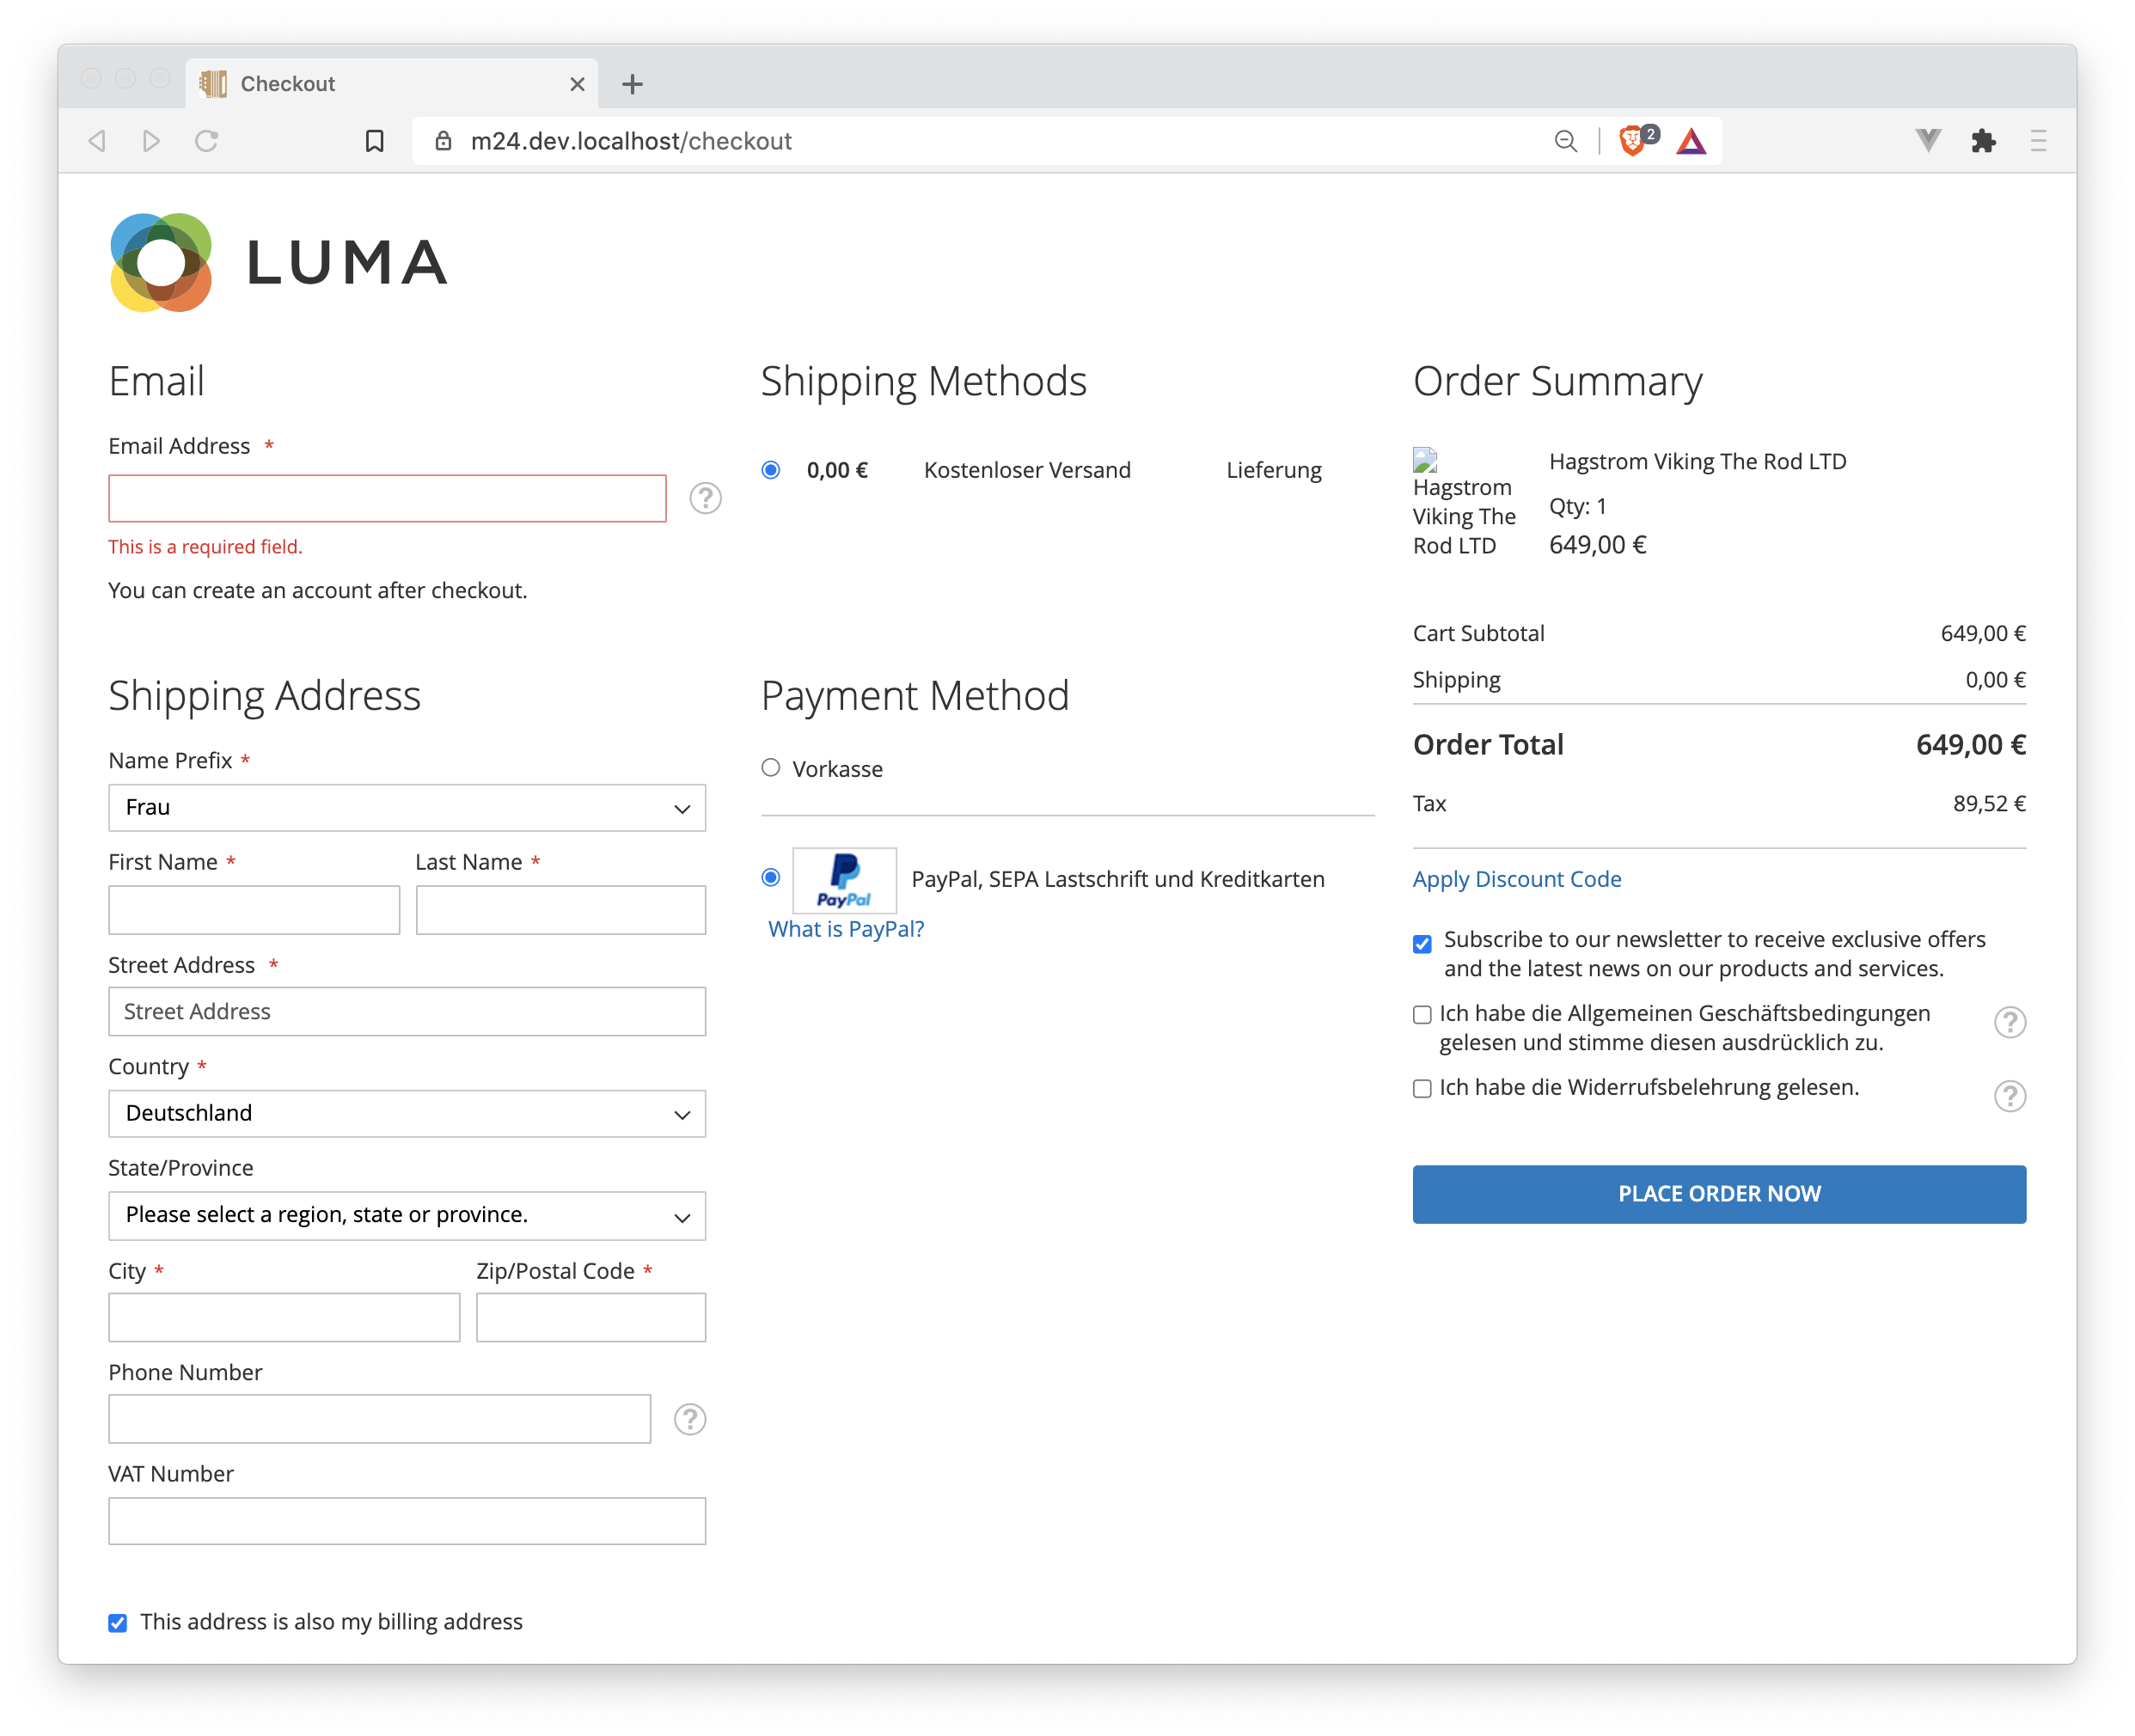 Checkout
m24.dev.localhost/checkout
2
LUMA
Email
Email Address *
?
This is a required field.
You can create an account after checkout.
Shipping Address
Name Prefix *
Frau
First Name * Last Name *
Street Address *
Street Address
Country *
Deutschland
State/Province
Please select a region, state or province.
City * Zip/Postal Code *
Phone Number
?
VAT Number
This address is also my billing address
Shipping Methods
0,00 € Kostenloser Versand Lieferung
Payment Method
Vorkasse
PayPal
PayPal, SEPA Lastschrift und Kreditkarten
What is PayPal?
Order Summary
Hagstrom
Viking The
Rod LTD
Hagstrom Viking The Rod LTD
Qty: 1
649,00 €
Cart Subtotal 649,00 €
Shipping 0,00 €
Order Total 649,00 €
Tax 89,52 €
Apply Discount Code
Subscribe to our newsletter to receive exclusive offers
and the latest news on our products and services.
Ich habe die Allgemeinen Geschäftsbedingungen
gelesen und stimme diesen ausdrücklich zu.
?
Ich habe die Widerrufsbelehrung gelesen.
?
PLACE ORDER NOW